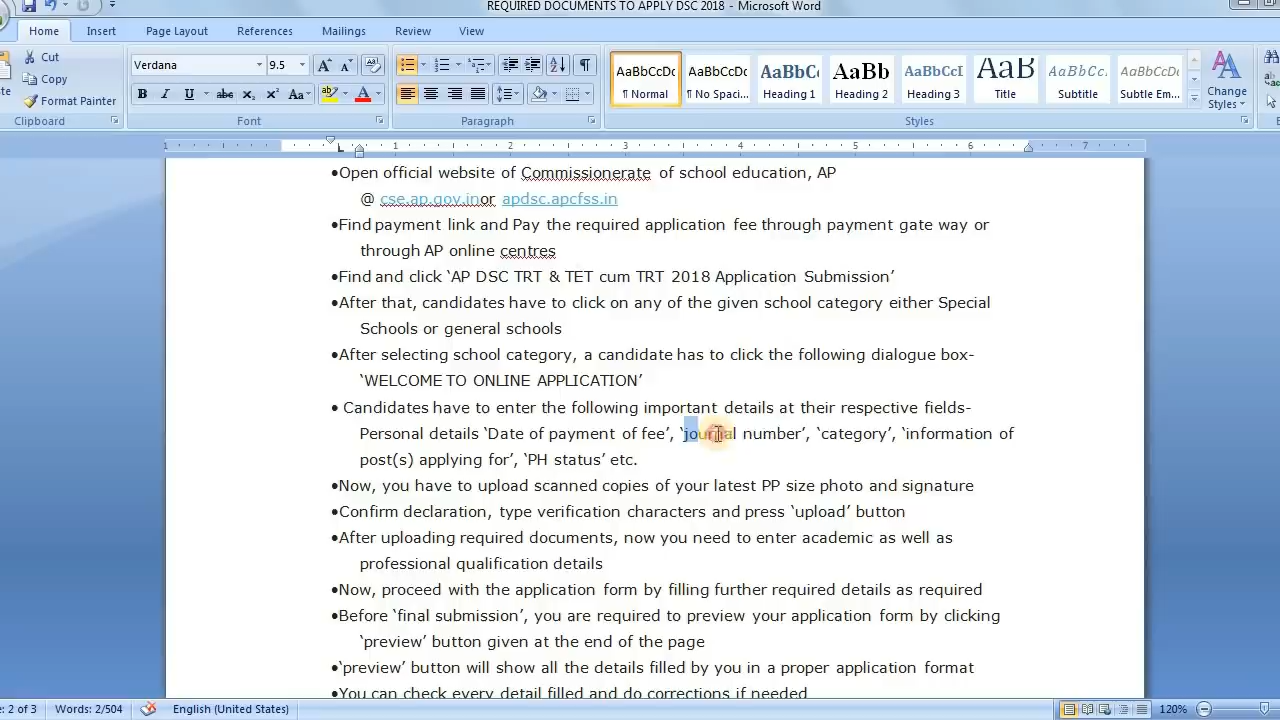 REQUIRED DOCUMENTS TO APPLY DSC 2018 - Microsoft Word
Home Insert Page Layout References Mailings Review View
Cut
Copy
Format Painter
Clipboard
Verdana 9.5
Font
Paragraph
AaBbCcDc AaBbCcDc AaBbC AaBb AaBbCcI AaB AaBbCc. AaBbCcDc
¶ Normal ¶ No Spaci... Heading 1 Heading 2 Heading 3 Title Subtitle Subtle Em...
Change Styles
Styles
1 1 2 3 4 5 6 7
•Open official website of Commissionerate of school education, AP
@ cse.ap.gov.inor apdsc.apcfss.in
•Find payment link and Pay the required application fee through payment gate way or
through AP online centres
•Find and click ‘AP DSC TRT & TET cum TRT 2018 Application Submission’
•After that, candidates have to click on any of the given school category either Special
Schools or general schools
•After selecting school category, a candidate has to click the following dialogue box-
‘WELCOME TO ONLINE APPLICATION’
• Candidates have to enter the following important details at their respective fields-
Personal details ‘Date of payment of fee’, ‘journal number’, ‘category’, ‘information of
post(s) applying for’, ‘PH status’ etc.
•Now, you have to upload scanned copies of your latest PP size photo and signature
•Confirm declaration, type verification characters and press ‘upload’ button
•After uploading required documents, now you need to enter academic as well as
professional qualification details
•Now, proceed with the application form by filling further required details as required
•Before ‘final submission’, you are required to preview your application form by clicking
‘preview’ button given at the end of the page
•‘preview’ button will show all the details filled by you in a proper application format
•You can check every detail filled and do corrections if needed
: 2 of 3 Words: 2/504 English (United States) 120%